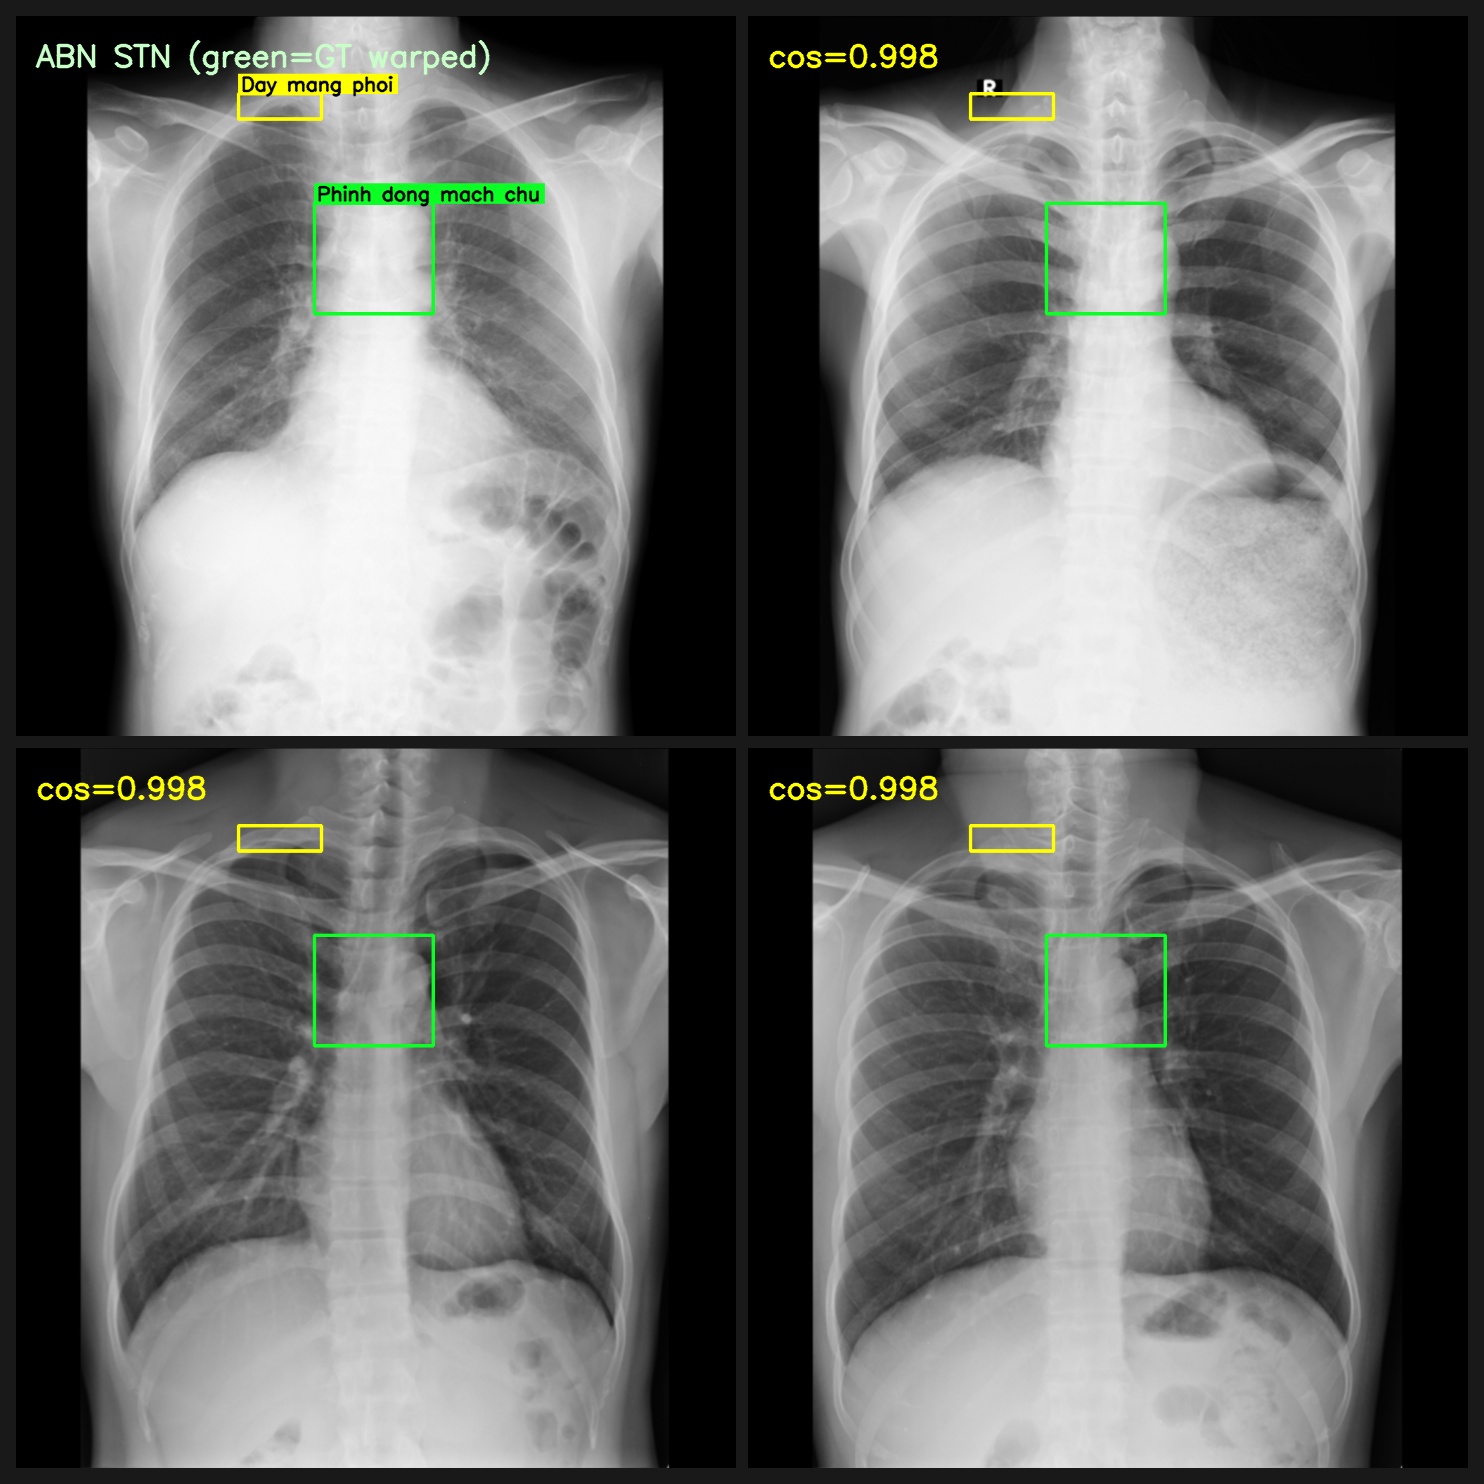 ABN STN (green=GT warped)
Day mang phoi
Phinh dong mach chu
cos=0.998
R
cos=0.998
cos=0.998